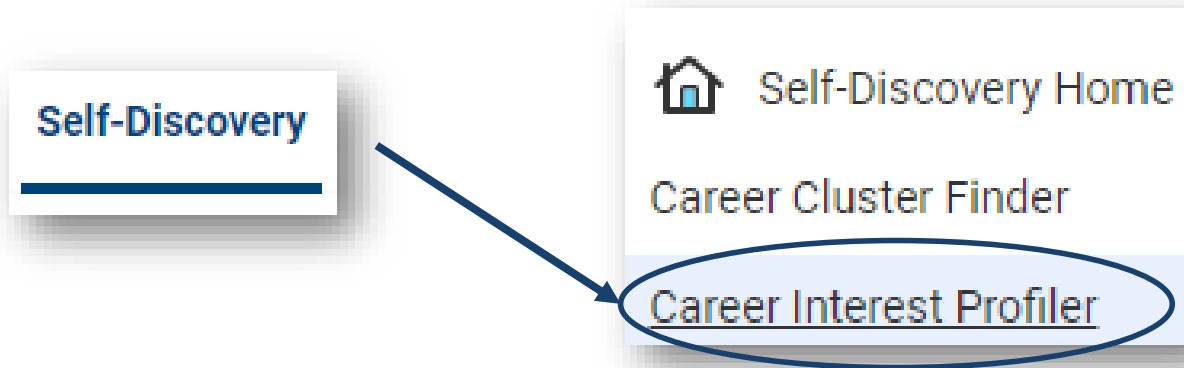 Self-Discovery
Self-Discovery Home
Career Cluster Finder
Career Interest Profiler